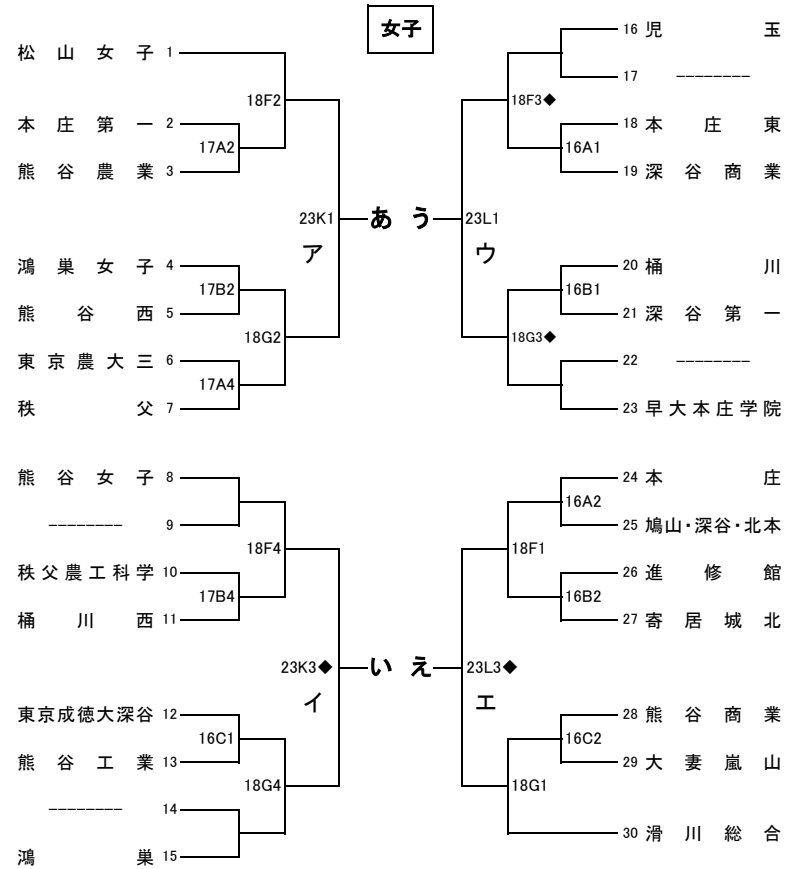 女子
松山女子 1
18F2
本庄第一 2
17A2
熊谷農業 3
23K1
ア
あ
鴻巣女子 4
17B2
熊谷西 5
18G2
東京農大三 6
17A4
秩父 7
熊谷女子 8
-------- 9
18F4
秩父農工科学 10
17B4
桶川西 11
23K3◆
イ
い
東京成徳大深谷 12
16C1
熊谷工業 13
18G4
-------- 14
鴻巣 15
16 児玉
17 --------
18F3◆
18 本庄東
16A1
19 深谷商業
う
23L1
ウ
20 桶川
16B1
21 深谷第一
18G3◆
22 --------
23 早大本庄学院
24 本庄
16A2
25 鳩山・深谷・北本
18F1
26 進修館
16B2
27 寄居城北
え
23L3◆
エ
28 熊谷商業
16C2
29 大妻嵐山
18G1
30 滑川総合